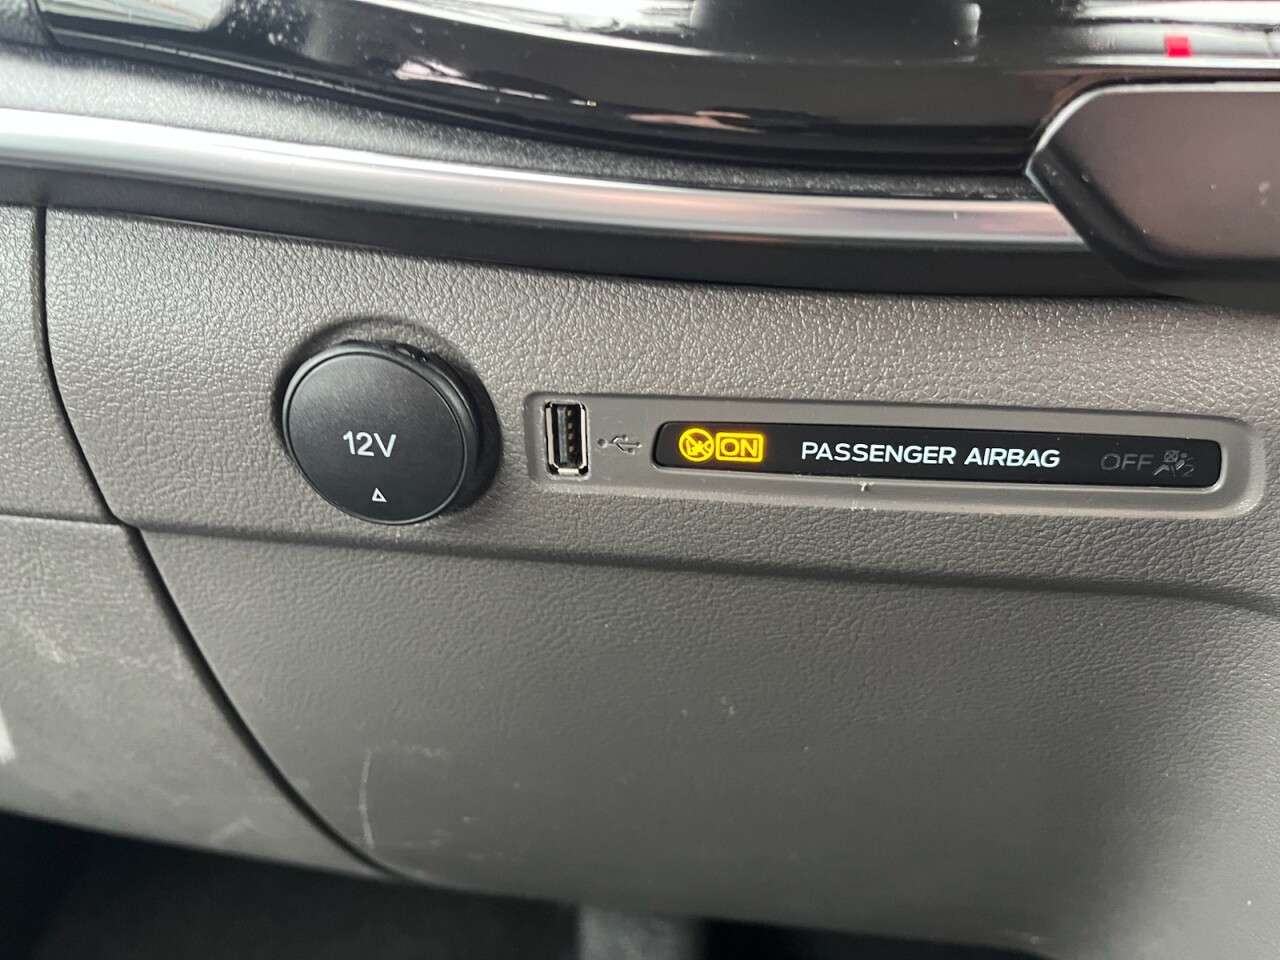 12V
ON PASSENGER AIRBAG OFF